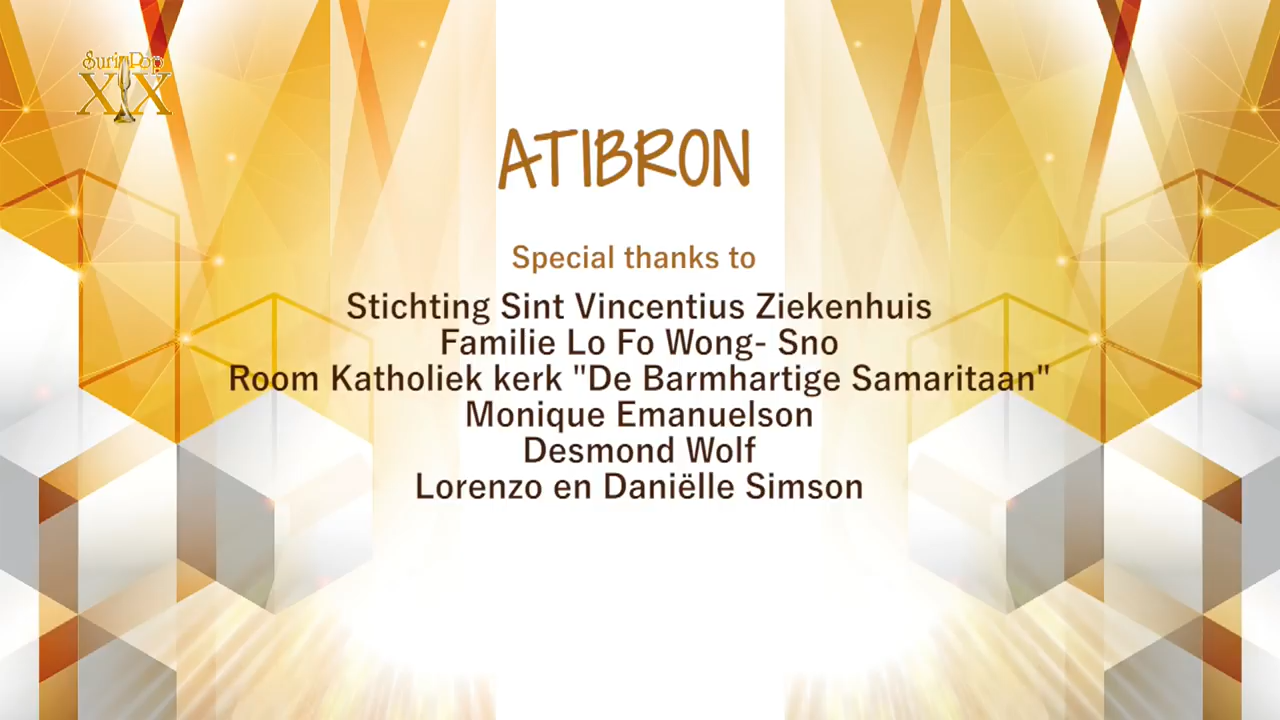 SurinPop
XIX
ATIBRON
Special thanks to
Stichting Sint Vincentius Ziekenhuis
Familie Lo Fo Wong- Sno
Room Katholiek kerk "De Barmhartige Samaritaan"
Monique Emanuelson
Desmond Wolf
Lorenzo en Daniëlle Simson